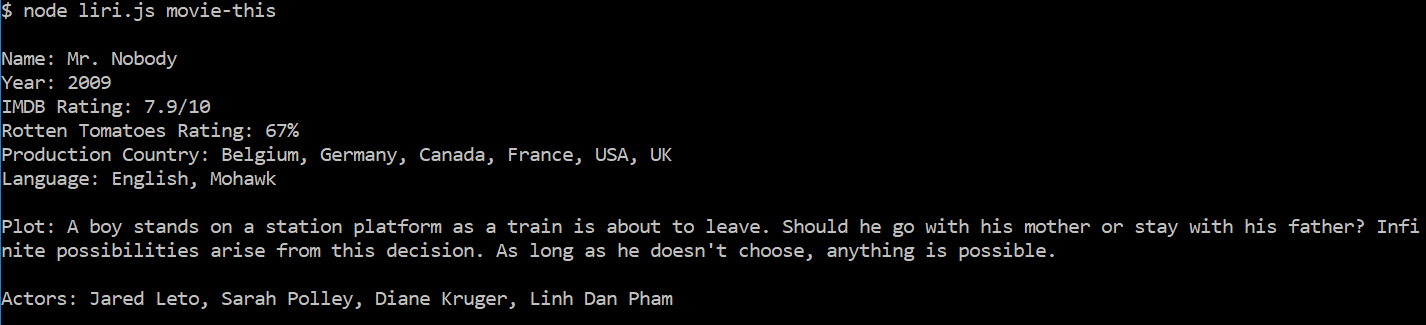 $ node liri.js movie-this
Name: Mr. Nobody
Year: 2009
IMDB Rating: 7.9/10
Rotten Tomatoes Rating: 67%
Production Country: Belgium, Germany, Canada, France, USA, UK
Language: English, Mohawk
Plot: A boy stands on a station platform as a train is about to leave. Should he go with his mother or stay with his father? Infi
nite possibilities arise from this decision. As long as he doesn't choose, anything is possible.
Actors: Jared Leto, Sarah Polley, Diane Kruger, Linh Dan Pham